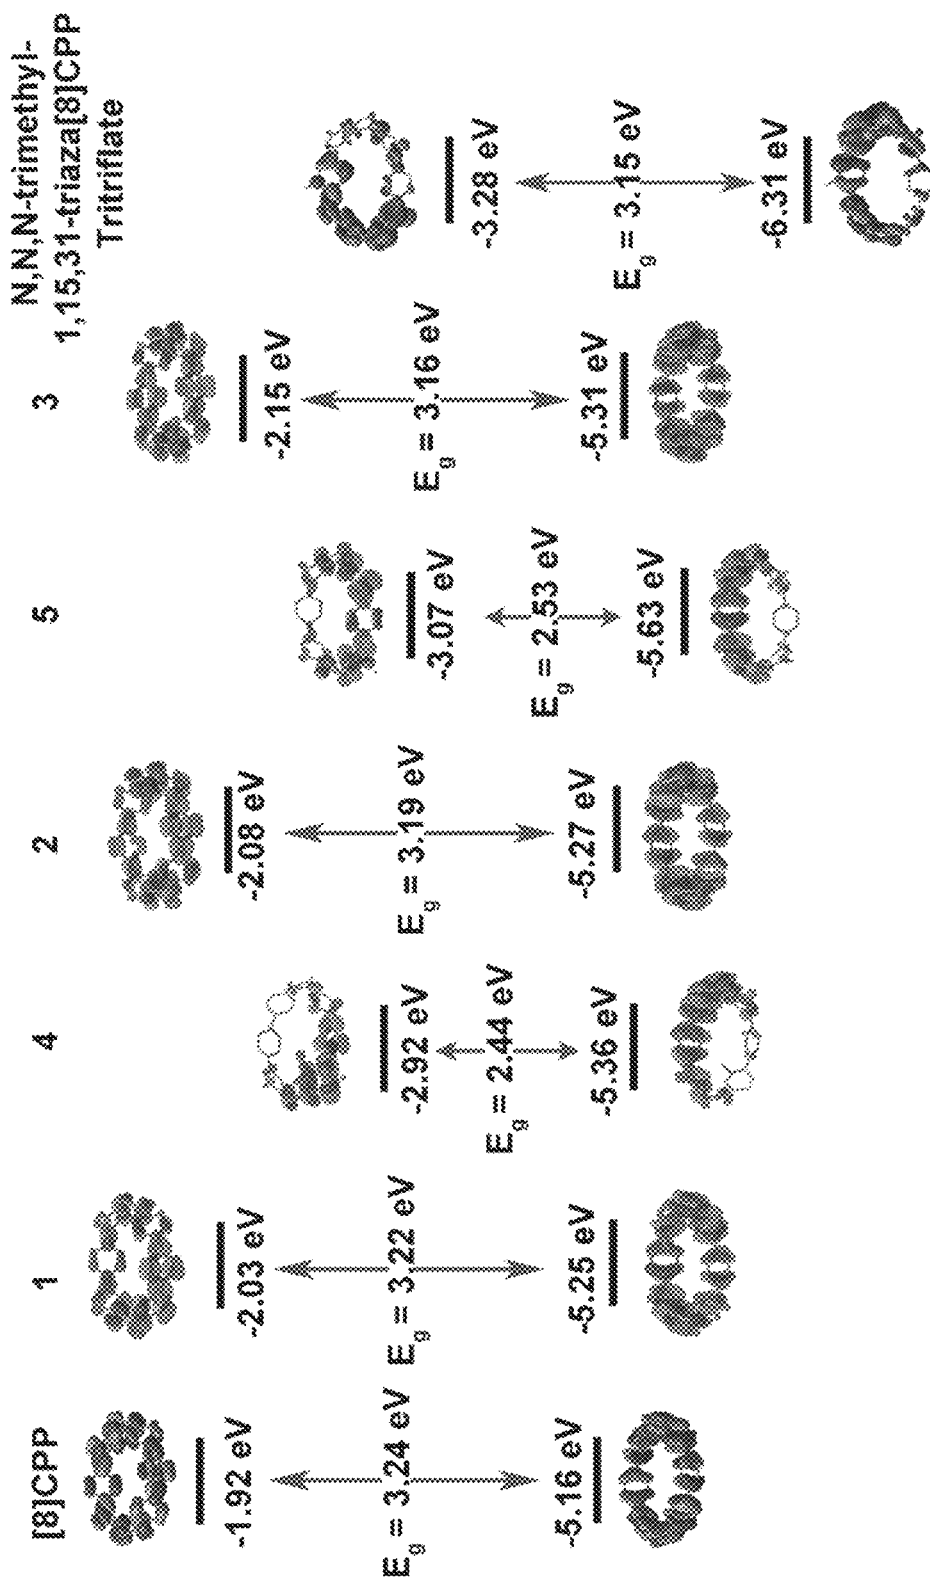 [8]CPP
-1.92 eV
E_g = 3.24 eV
-5.16 eV
1
-2.03 eV
E_g = 3.22 eV
-5.25 eV
4
-2.92 eV
E_g = 2.44 eV
-5.36 eV
2
-2.08 eV
E_g = 3.19 eV
-5.27 eV
5
-3.07 eV
E_g = 2.53 eV
-5.63 eV
3
-2.15 eV
E_g = 3.16 eV
-5.31 eV
N,N,N-trimethyl-
1,15,31-triaza[8]CPP
Tritriflate
-3.28 eV
E_g = 3.15 eV
-6.31 eV